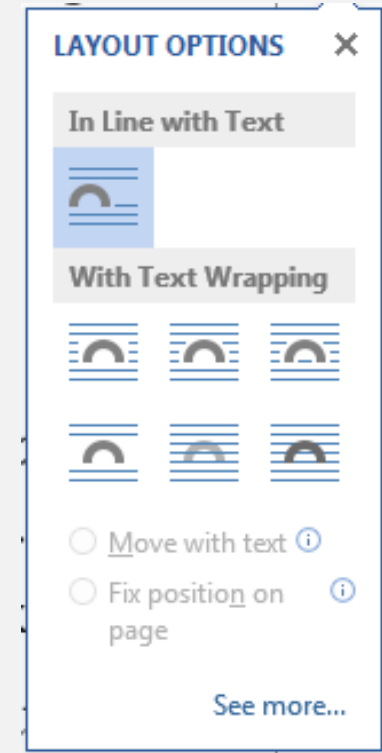 LAYOUT OPTIONS
In Line with Text
With Text Wrapping
Move with text
Fix position on
page
See more...